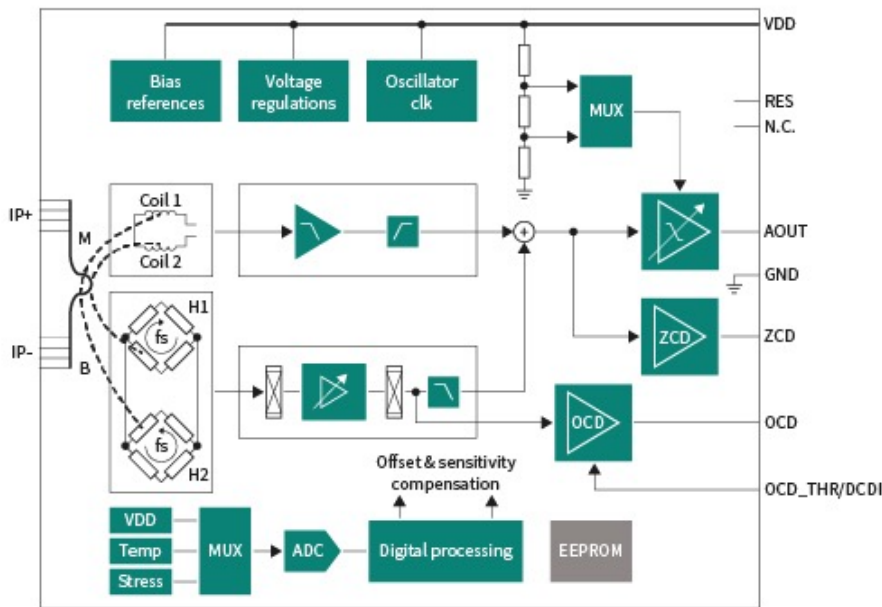 VDD
Bias
references
Voltage
regulations
Oscillator
clk
MUX
RES
N.C.
IP+
M
Coil 1
Coil 2
+
AOUT
GND
H1
fs
ZCD
ZCD
IP-
B
fs
H2
OCD
OCD
Offset & sensitivity
compensation
OCD_THR/DCDI
VDD
Temp
Stress
MUX
ADC
Digital processing
EEPROM